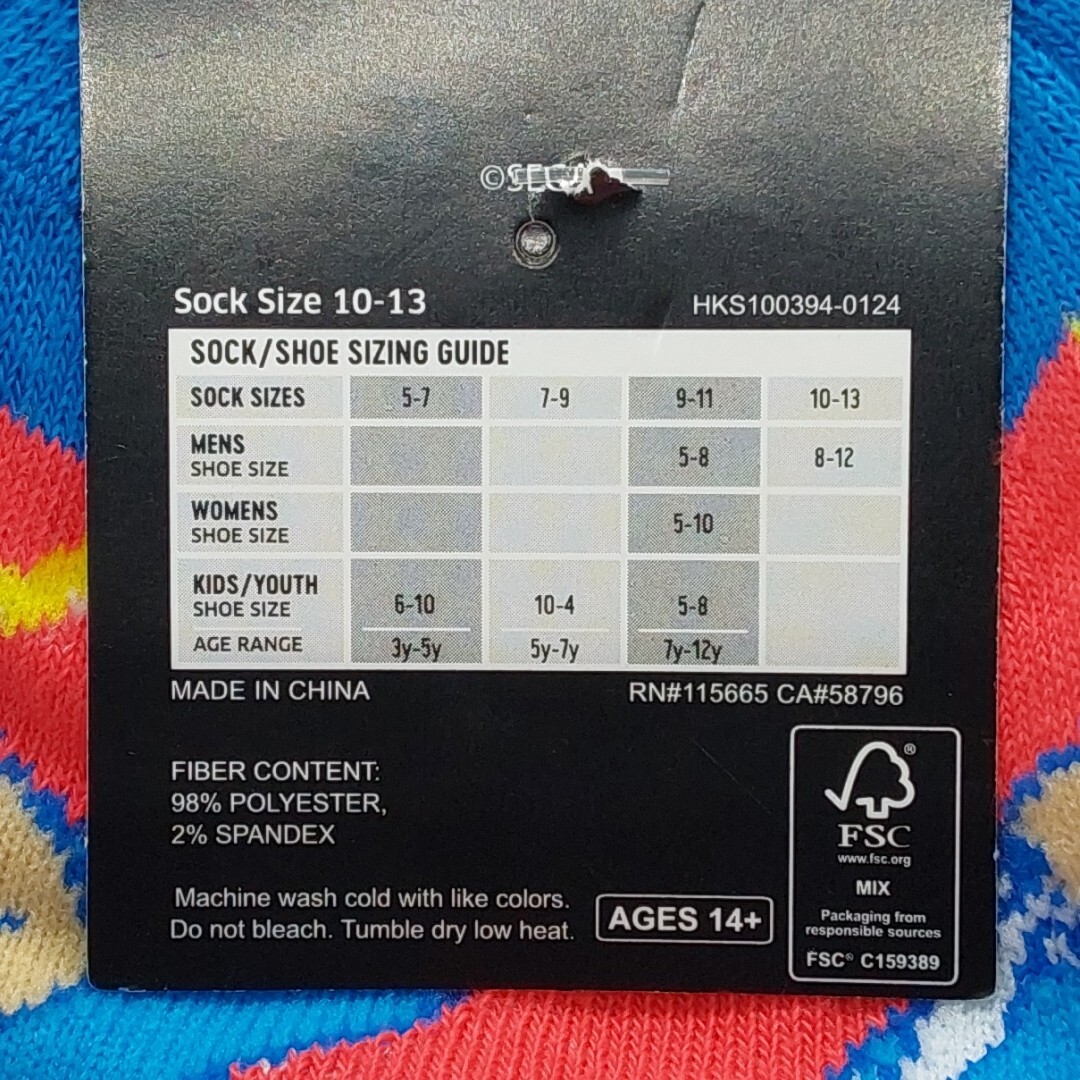 ©SEGA
Sock Size 10-13 HKS100394-0124
SOCK/SHOE SIZING GUIDE
SOCK SIZES 5-7 7-9 9-11 10-13
MENS
SHOE SIZE 5-8 8-12
WOMENS
SHOE SIZE 5-10
KIDS/YOUTH
SHOE SIZE 6-10 10-4 5-8
AGE RANGE 3y-5y 5y-7y 7y-12y
MADE IN CHINA RN#115665 CA#58796
FIBER CONTENT:
98% POLYESTER,
2% SPANDEX
Machine wash cold with like colors.
Do not bleach. Tumble dry low heat.
AGES 14+
®
FSC
www.fsc.org
MIX
Packaging from
responsible sources
FSC® C159389